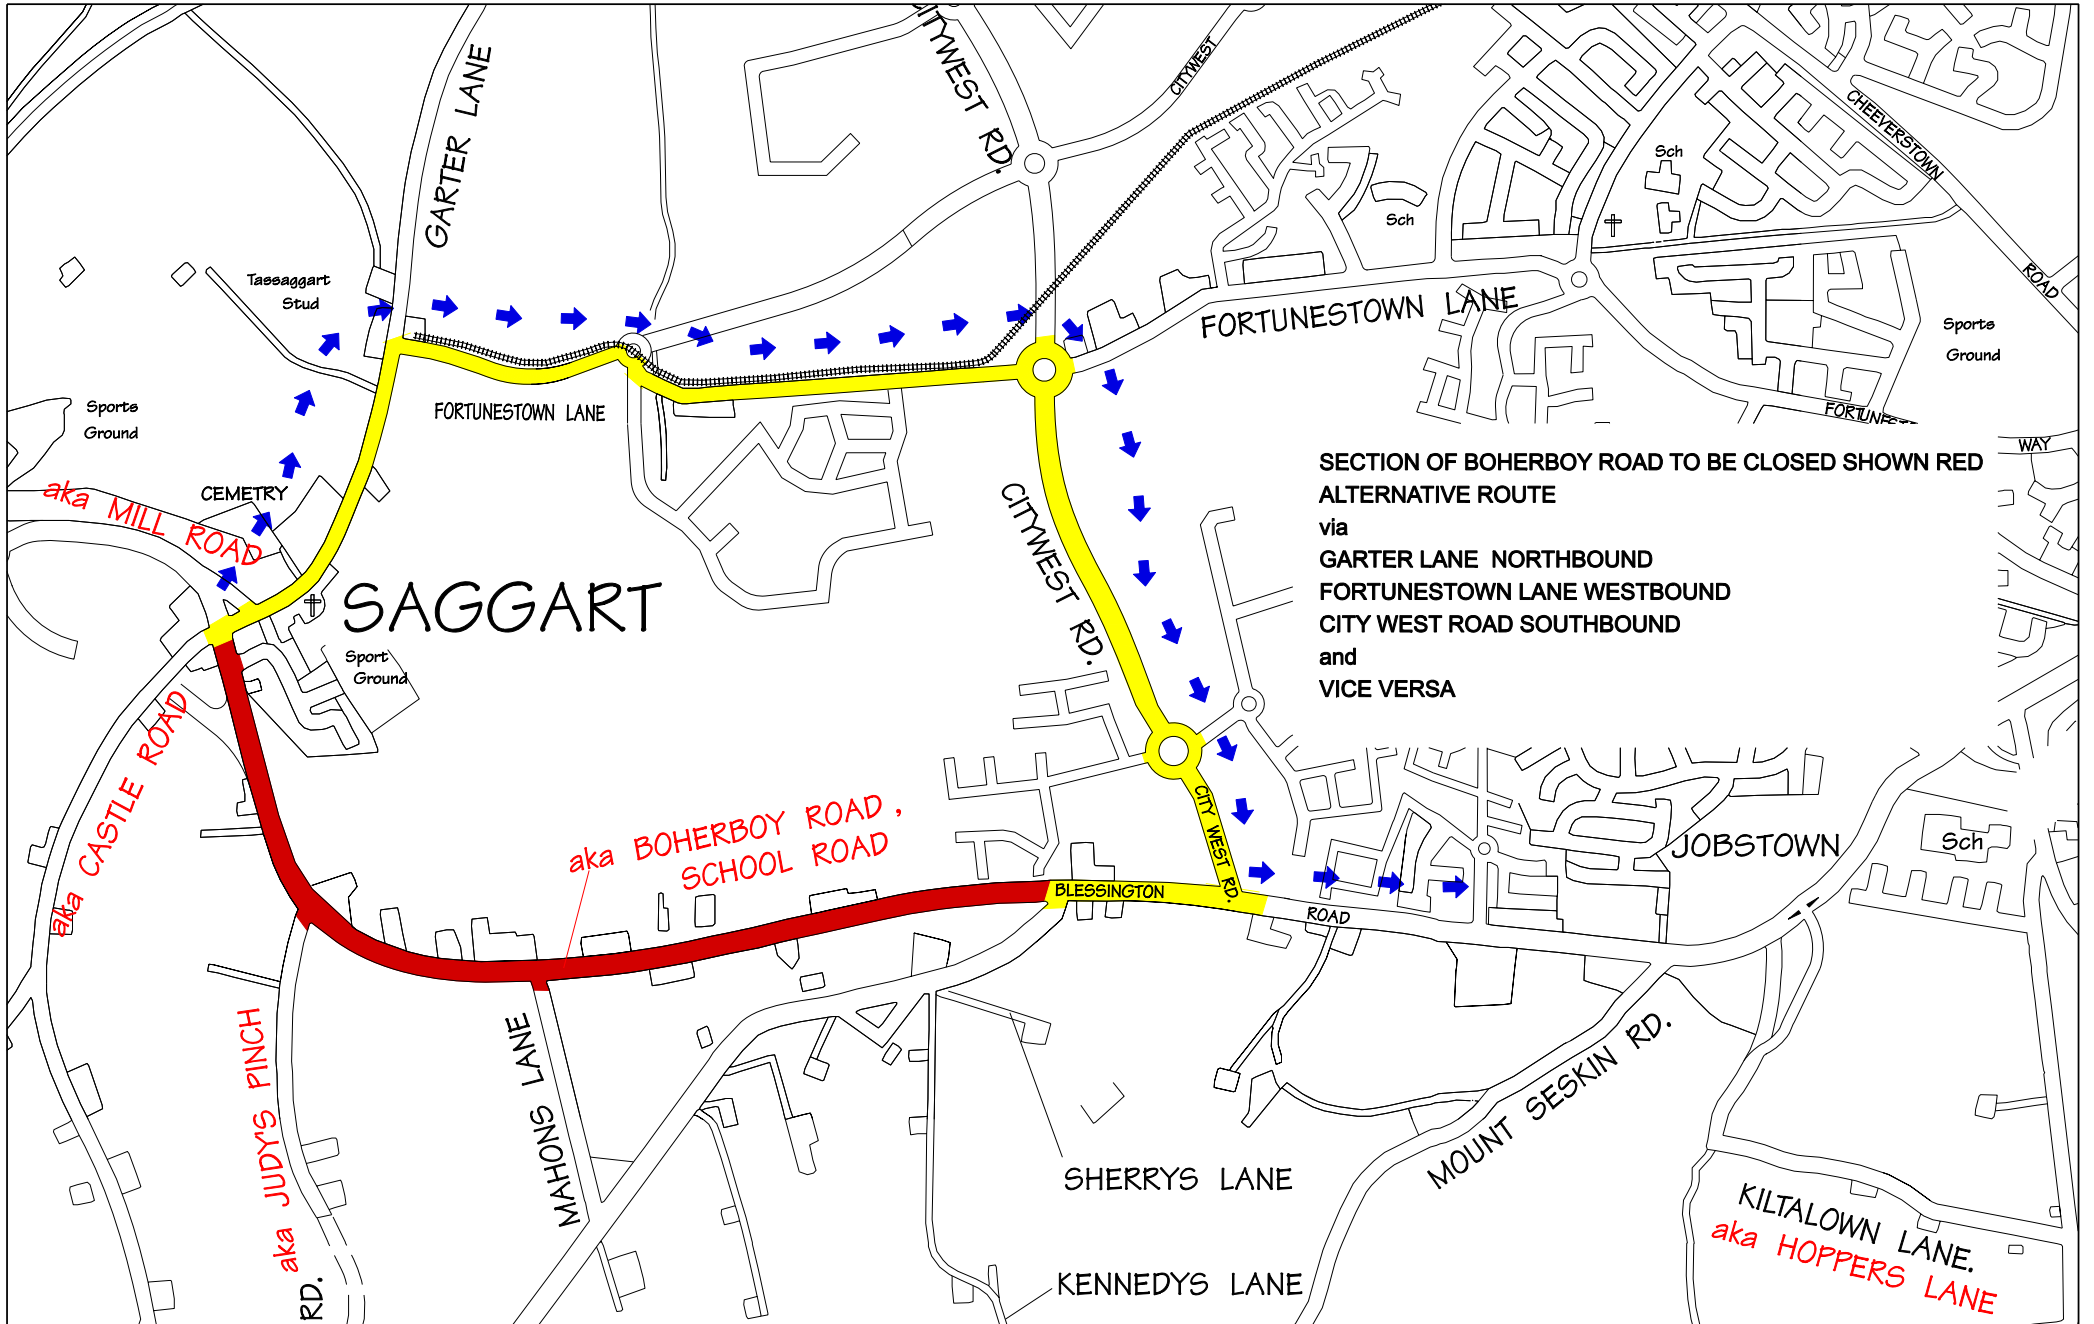 CITYWEST RD.
CITYWEST
GARTER LANE
CHEEVERSTOWN
ROAD
Sch
Sch
Tassaggart
Stud
FORTUNESTOWN LANE
Sports
Ground
Sports
Ground
FORTUNESTOWN LANE
WAY
SECTION OF BOHERBOY ROAD TO BE CLOSED SHOWN RED
ALTERNATIVE ROUTE
via
GARTER LANE NORTHBOUND
FORTUNESTOWN LANE WESTBOUND
CITY WEST ROAD SOUTHBOUND
and
VICE VERSA
CEMETRY
aka MILL ROAD
SAGGART
Sport
Ground
CITYWEST RD.
aka CASTLE ROAD
CITY WEST RD.
aka BOHERBOY ROAD ,
SCHOOL ROAD
JOBSTOWN
Sch
BLESSINGTON
ROAD
aka JUDY'S PINCH
RD.
MAHONS LANE
MOUNT SESKIN RD.
SHERRYS LANE
KENNEDYS LANE
KILTALOWN LANE.
aka HOPPERS LANE